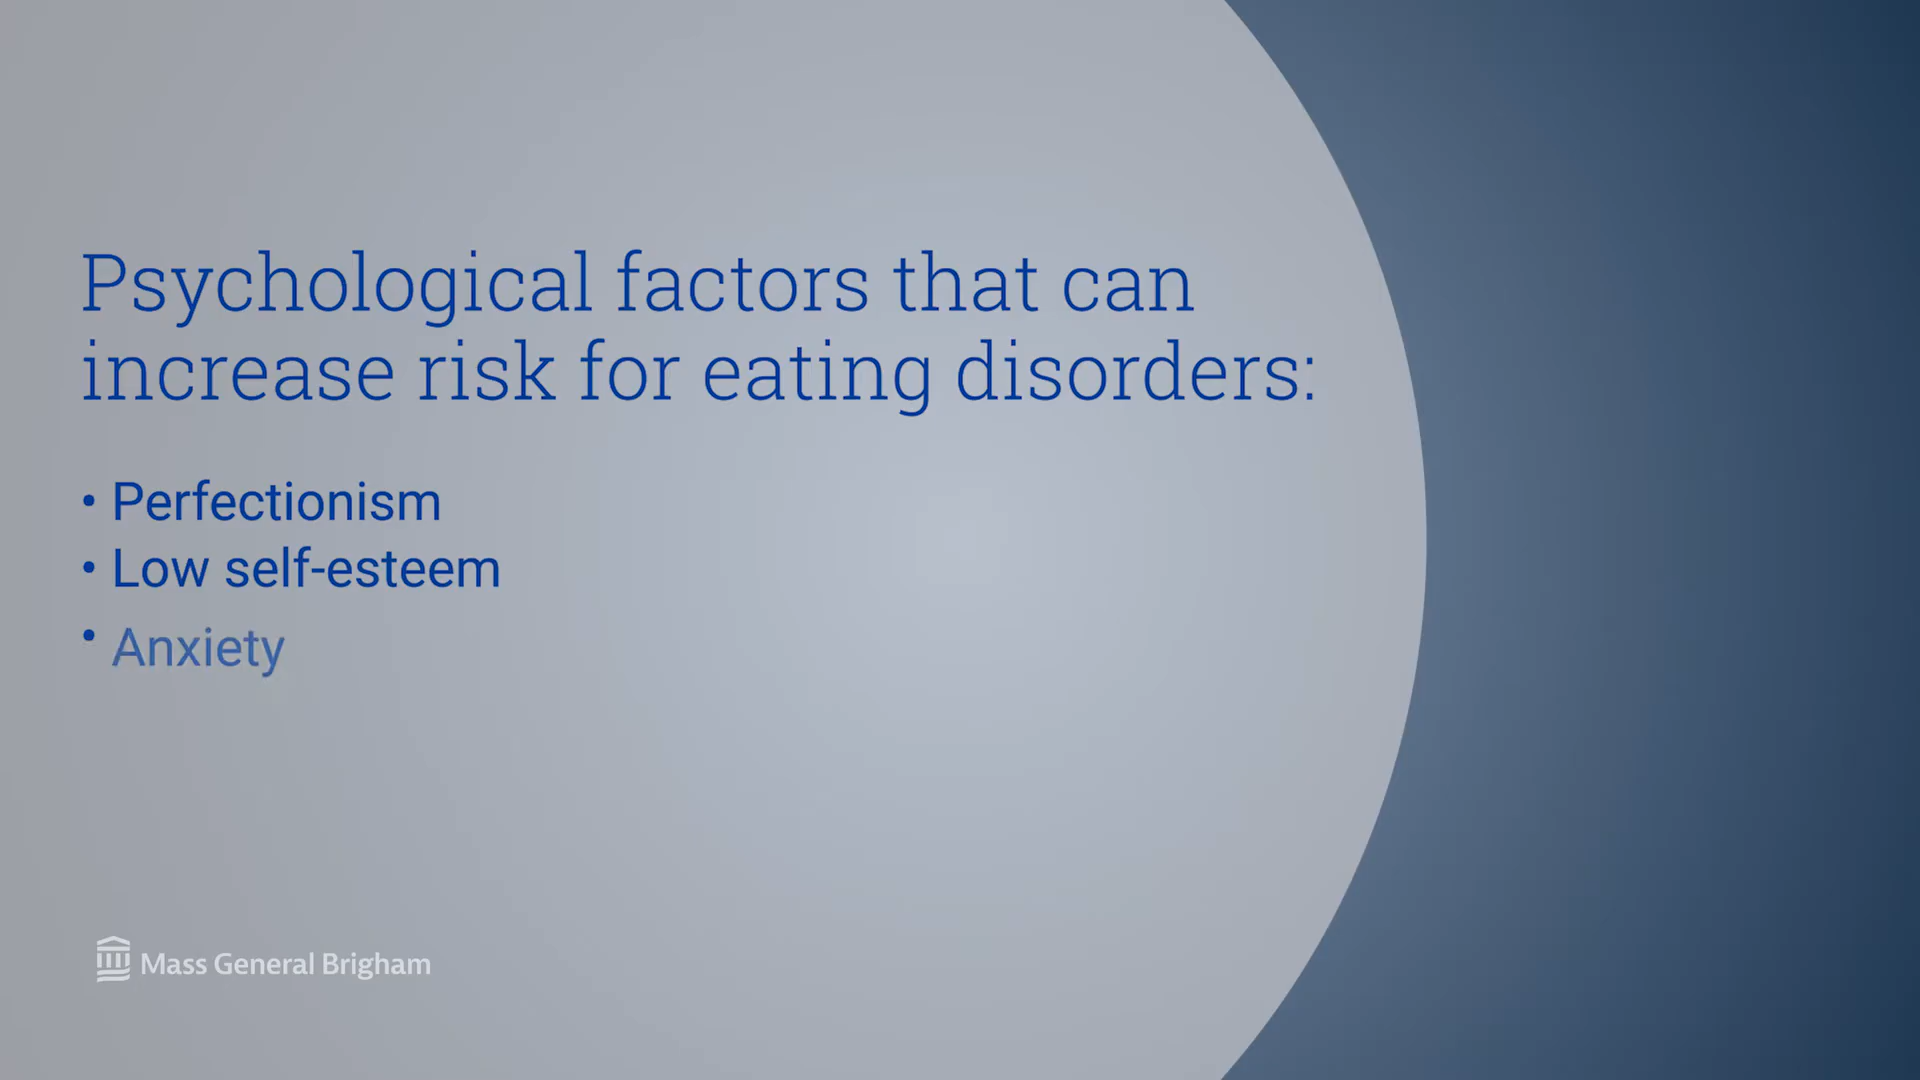 Psychological factors that can
increase risk for eating disorders:
• Perfectionism
• Low self-esteem
• Anxiety
Mass General Brigham